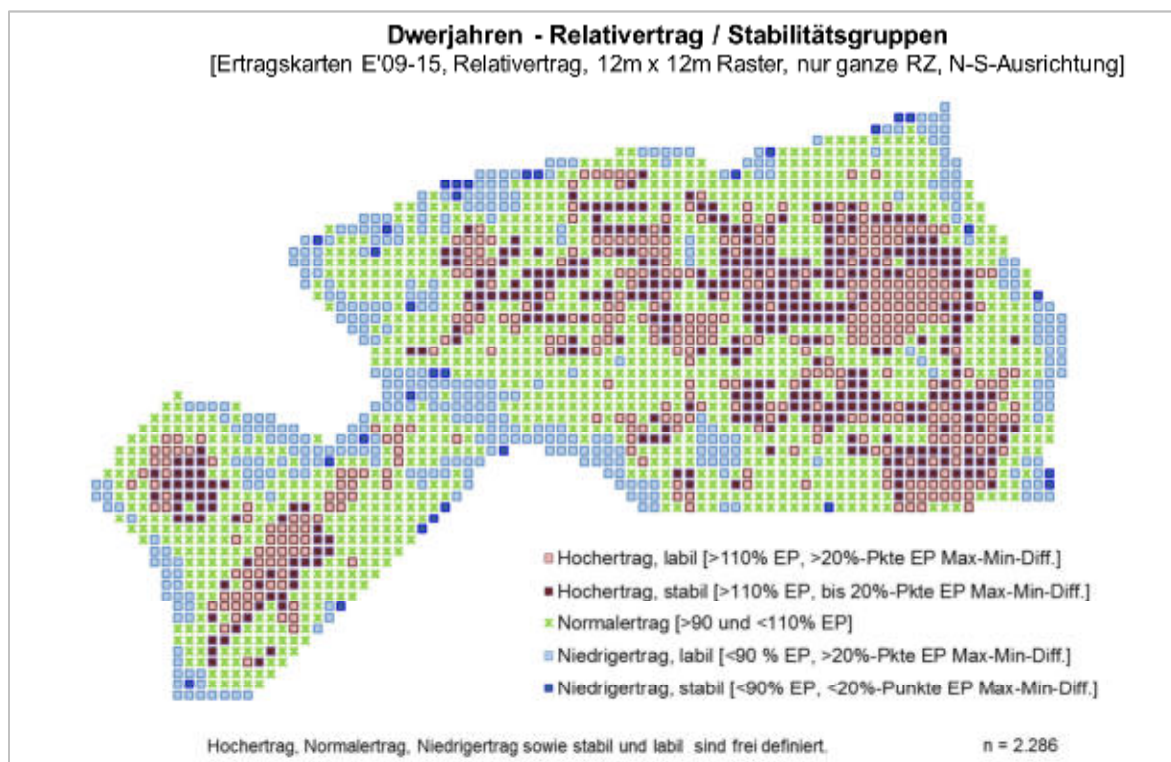 Dwerjahren - Relativertrag / Stabilitätsgruppen
[Ertragskarten E'09-15, Relativertrag, 12m x 12m Raster, nur ganze RZ, N-S-Ausrichtung]
Hochertrag, labil [>110% EP, >20%-Pkte EP Max-Min-Diff.]
Hochertrag, stabil [>110% EP, bis 20%-Pkte EP Max-Min-Diff.]
Normalertrag [>90 und <110% EP]
Niedrigertrag, labil [<90 % EP, >20%-Pkte EP Max-Min-Diff.]
Niedrigertrag, stabil [<90% EP, <20%-Punkte EP Max-Min-Diff.]
Hochertrag, Normalertrag, Niedrigertrag sowie stabil und labil sind frei definiert. n = 2.286